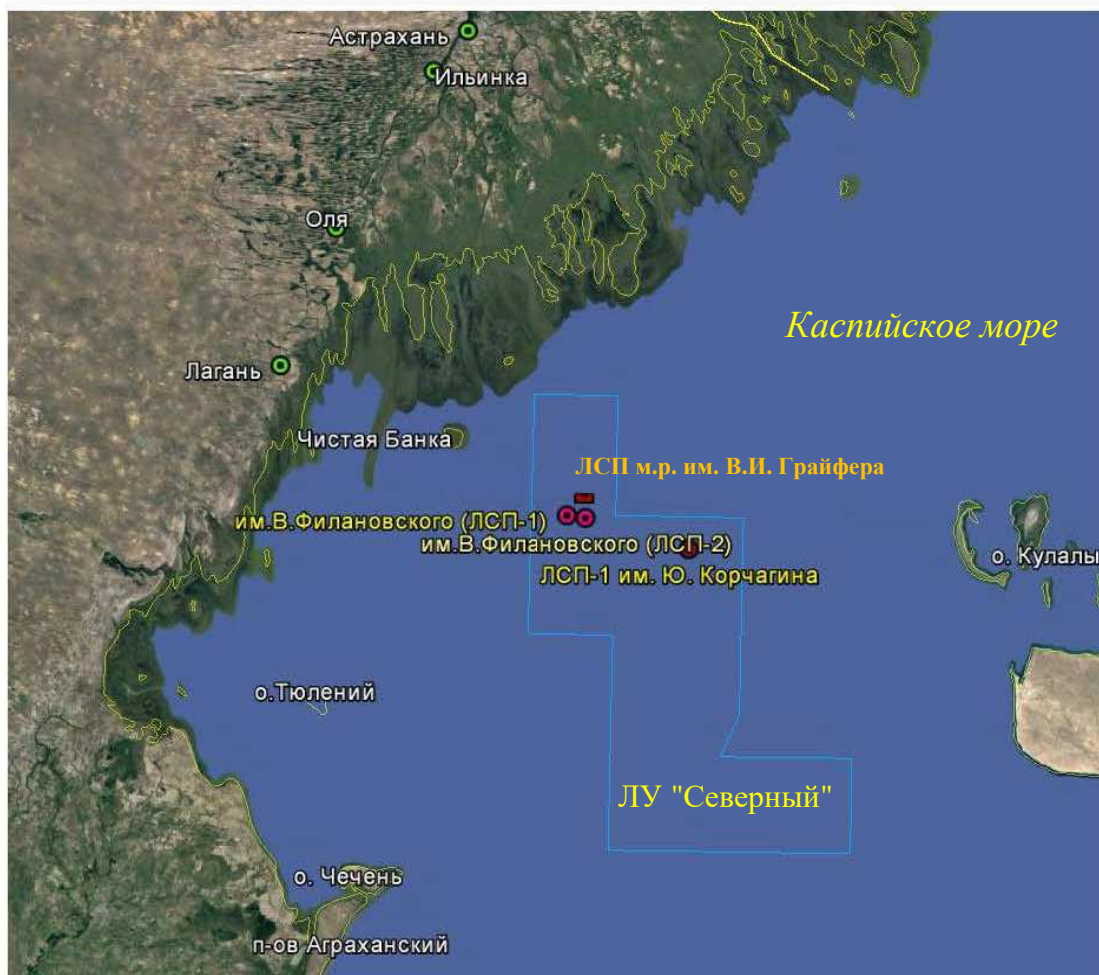 Астрахань
Ильинка
Оля
Каспийское море
Лагань
Чистая Банка
ЛСП м.р. им. В.И. Грайфера
им.В.Филановского (ЛСП-1)
им.В.Филановского (ЛСП-2)
о. Кулалы
ЛСП-1 им. Ю. Корчагина
о.Тюлений
ЛУ "Северный"
о. Чечень
п-ов Аграханский